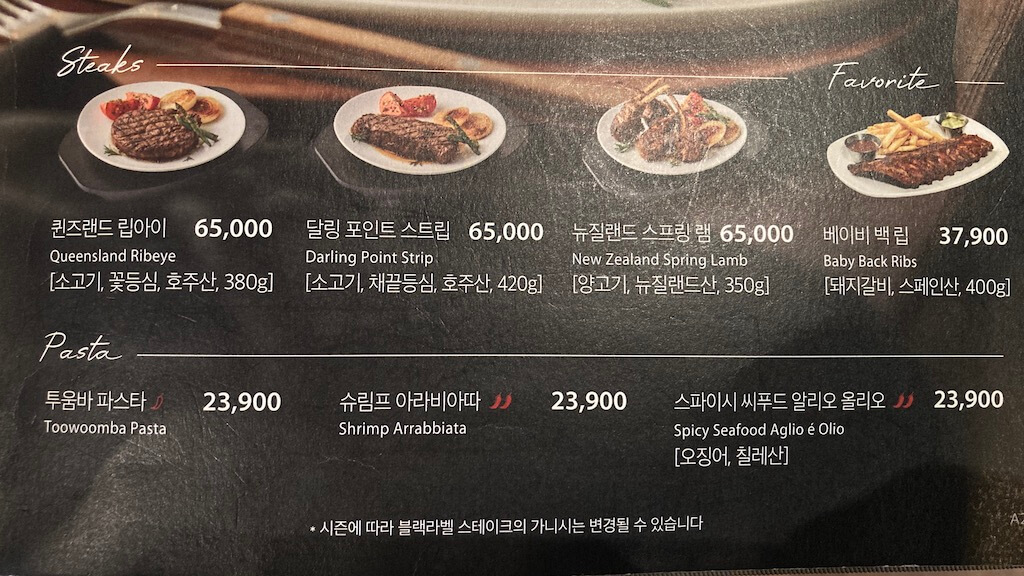 Steaks
Favorite
퀸즈랜드 립아이 65,000
Queensland Ribeye
[소고기, 꽃등심, 호주산, 380g]
달링 포인트 스트립 65,000
Darling Point Strip
[소고기, 채끝등심, 호주산, 420g]
뉴질랜드 스프링 램 65,000
New Zealand Spring Lamb
[양고기, 뉴질랜드산, 350g]
베이비 백 립 37,900
Baby Back Ribs
[돼지갈비, 스페인산, 400g]
Pasta
투움바 파스타 23,900
Toowoomba Pasta
슈림프 아라비아따 23,900
Shrimp Arrabbiata
스파이시 씨푸드 알리오 올리오 23,900
Spicy Seafood Aglio é Olio
[오징어, 칠레산]
* 시즌에 따라 블랙라벨 스테이크의 가니시는 변경될 수 있습니다